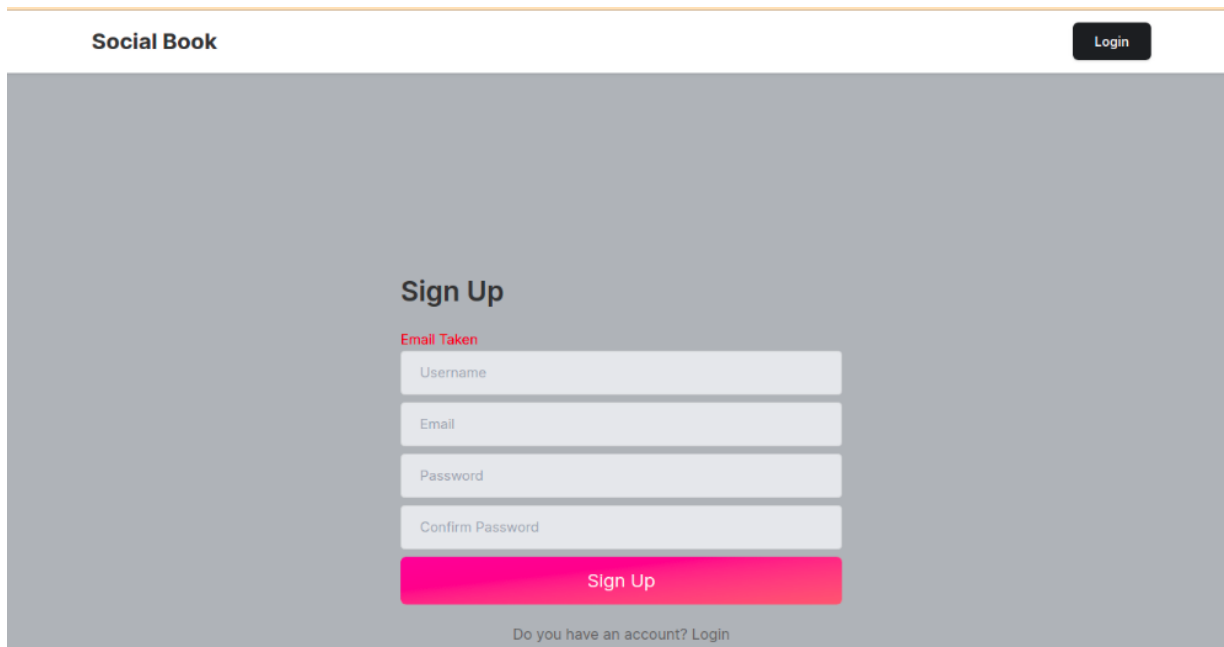 Social Book
Login
Sign Up
Email Taken
Username
Email
Password
Confirm Password
Sign Up
Do you have an account? Login